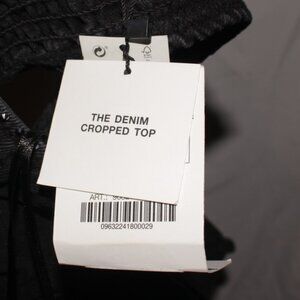 THE DENIM
CROPPED TOP
ART.:
09632241800029